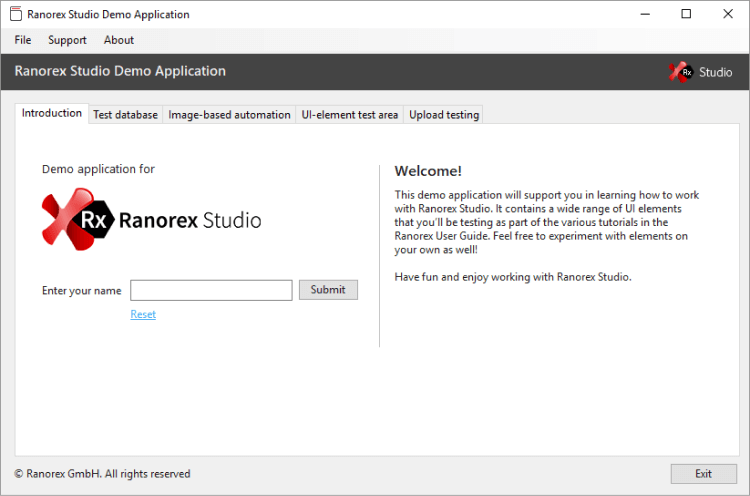 Ranorex Studio Demo Application
File Support About
Ranorex Studio Demo Application
Rx Studio
Introduction Test database Image-based automation UI-element test area Upload testing
Demo application for
Rx Ranorex Studio
Enter your name Submit
Reset
Welcome!
This demo application will support you in learning how to work
with Ranorex Studio. It contains a wide range of UI elements
that you'll be testing as part of the various tutorials in the
Ranorex User Guide. Feel free to experiment with elements on
your own as well!
Have fun and enjoy working with Ranorex Studio.
© Ranorex GmbH. All rights reserved
Exit